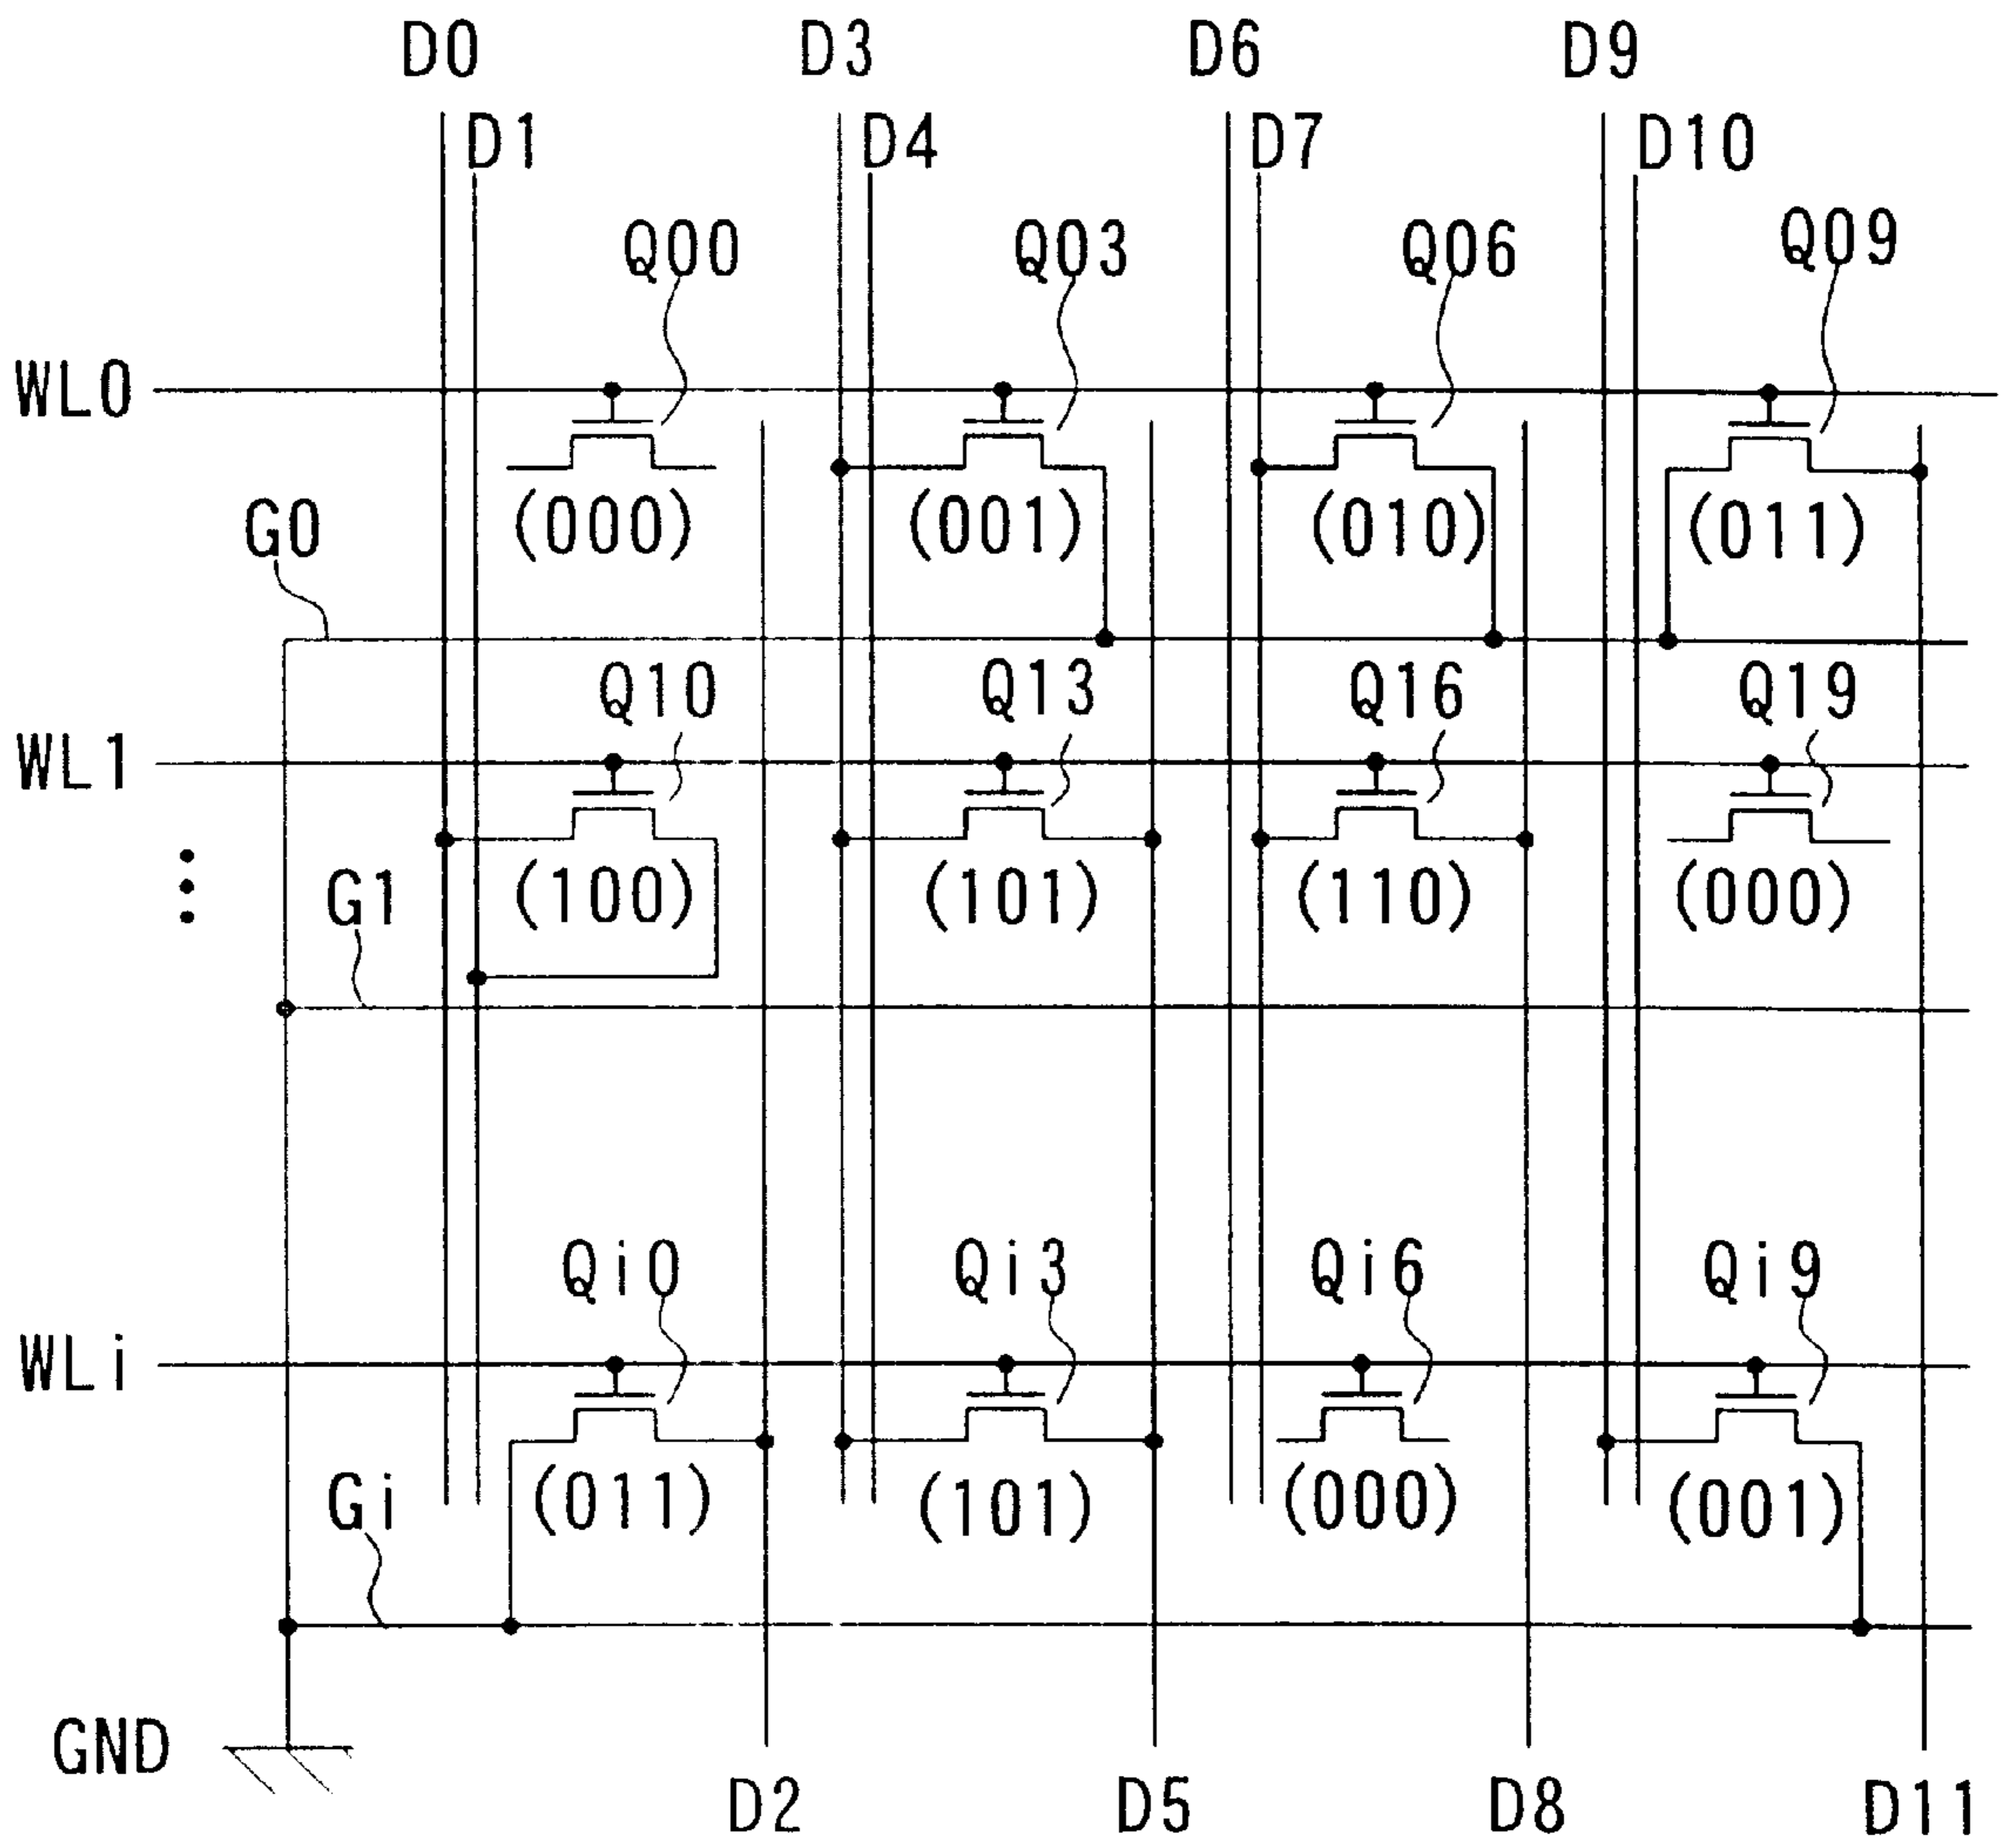 D0 D3 D6 D9
D1 D4 D7 D10
Q00 Q03 Q06 Q09
WL0
(000) (001) (010) (011)
G0
Q10 Q13 Q16 Q19
WL1
(100) (101) (110) (000)
G1
Qi0 Qi3 Qi6 Qi9
WLi
(011) (101) (000) (001)
Gi
GND
D2 D5 D8 D11